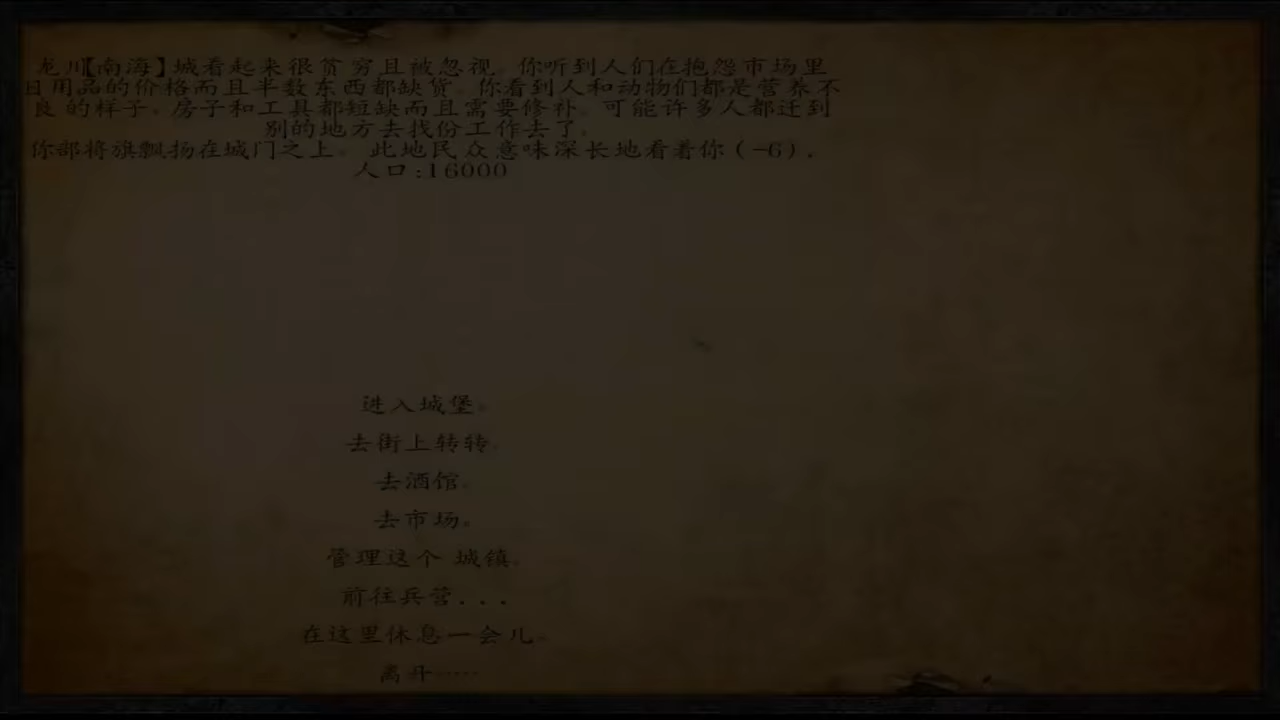 龙川【南海】城看起来很贫穷且被忽视。你听到人们在抱怨市场里
日用品的价格而且半数东西都缺货。你看到人和动物们都是营养不
良的样子。房子和工具都短缺而且需要修补。可能许多人都迁到
别的地方去找份工作去了。
你部将旗飘扬在城门之上。 此地民众意味深长地看着你(-6).
人口:16000
进入城堡。
去街上转转。
去酒馆。
去市场。
管理这个 城镇。
前往兵营...
在这里休息一会儿。
离开……